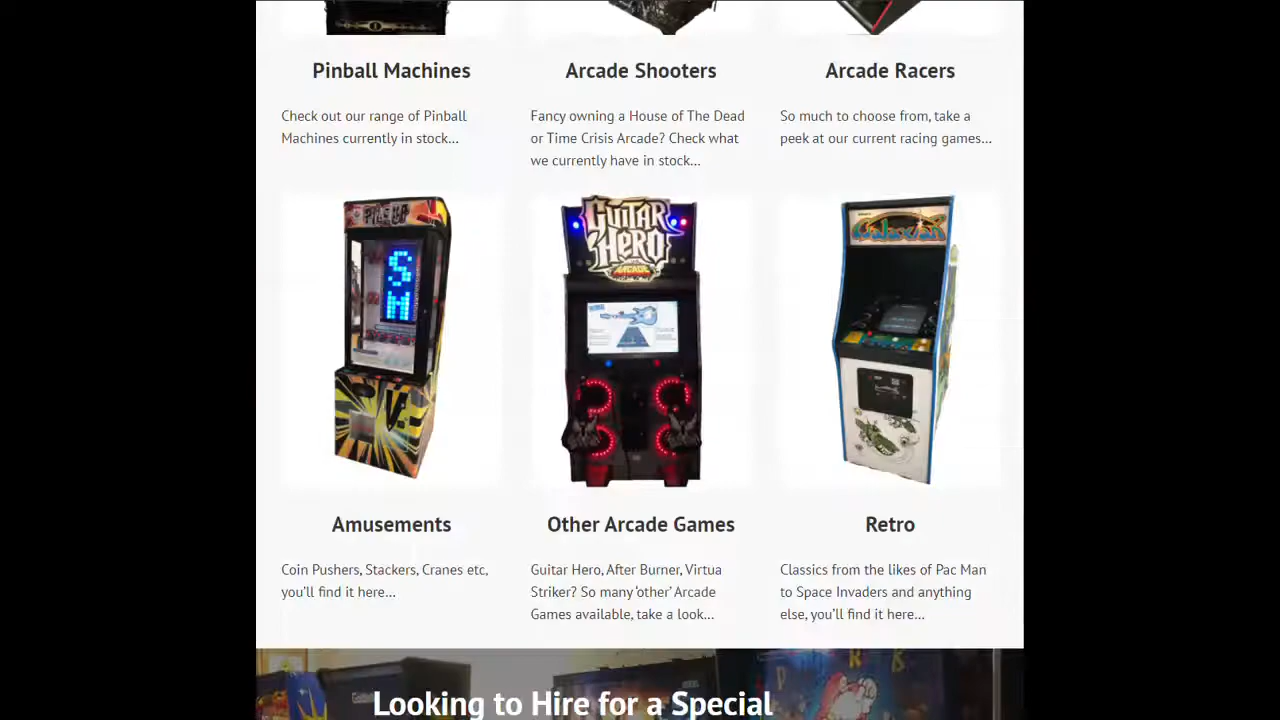 Pinball Machines
Arcade Shooters
Arcade Racers
Check out our range of Pinball
Machines currently in stock...
Fancy owning a House of The Dead
or Time Crisis Arcade? Check what
we currently have in stock...
So much to choose from, take a
peek at our current racing games...
PILE UP
GUITAR
HERO
ARCADE
Galaxian
Amusements
Other Arcade Games
Retro
Coin Pushers, Stackers, Cranes etc,
you'll find it here...
Guitar Hero, After Burner, Virtua
Striker? So many ‘other’ Arcade
Games available, take a look...
Classics from the likes of Pac Man
to Space Invaders and anything
else, you'll find it here...
Looking to Hire for a Special